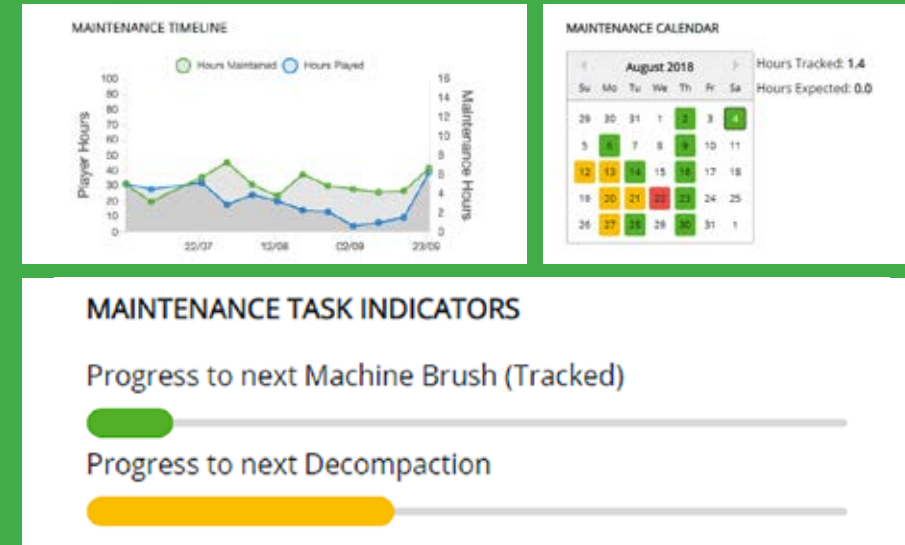 MAINTENANCE TIMELINE
Hours Maintained Hours Played
100
90
80
70
60
50
40
30
20
10
0
Player Hours
16
14
12
10
8
6
4
2
0
Maintenance Hours
22/07 12/08 02/09 23/09
MAINTENANCE CALENDAR
August 2018
Su Mo Tu We Th Fr Sa
29 30 31 1 2 3 4
5 6 7 8 9 10 11
12 13 14 15 16 17 18
19 20 21 22 23 24 25
26 27 28 29 30 31 1
Hours Tracked: 1.4
Hours Expected: 0.0
MAINTENANCE TASK INDICATORS
Progress to next Machine Brush (Tracked)
Progress to next Decompaction